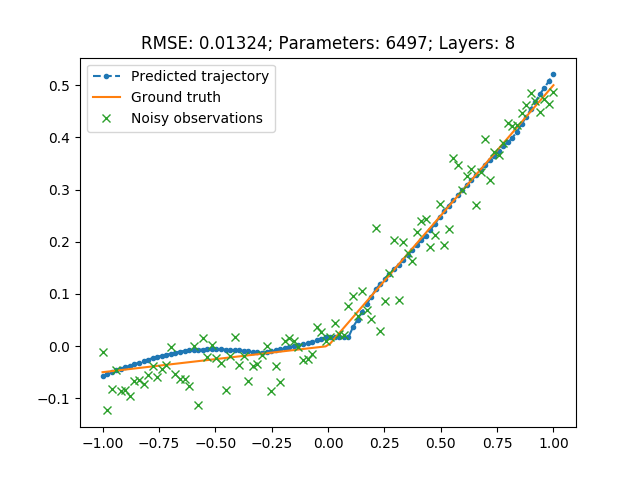 RMSE: 0.01324; Parameters: 6497; Layers: 8
Predicted trajectory
Ground truth
Noisy observations
0.5
0.4
0.3
0.2
0.1
0.0
−0.1
−1.00 −0.75 −0.50 −0.25 0.00 0.25 0.50 0.75 1.00